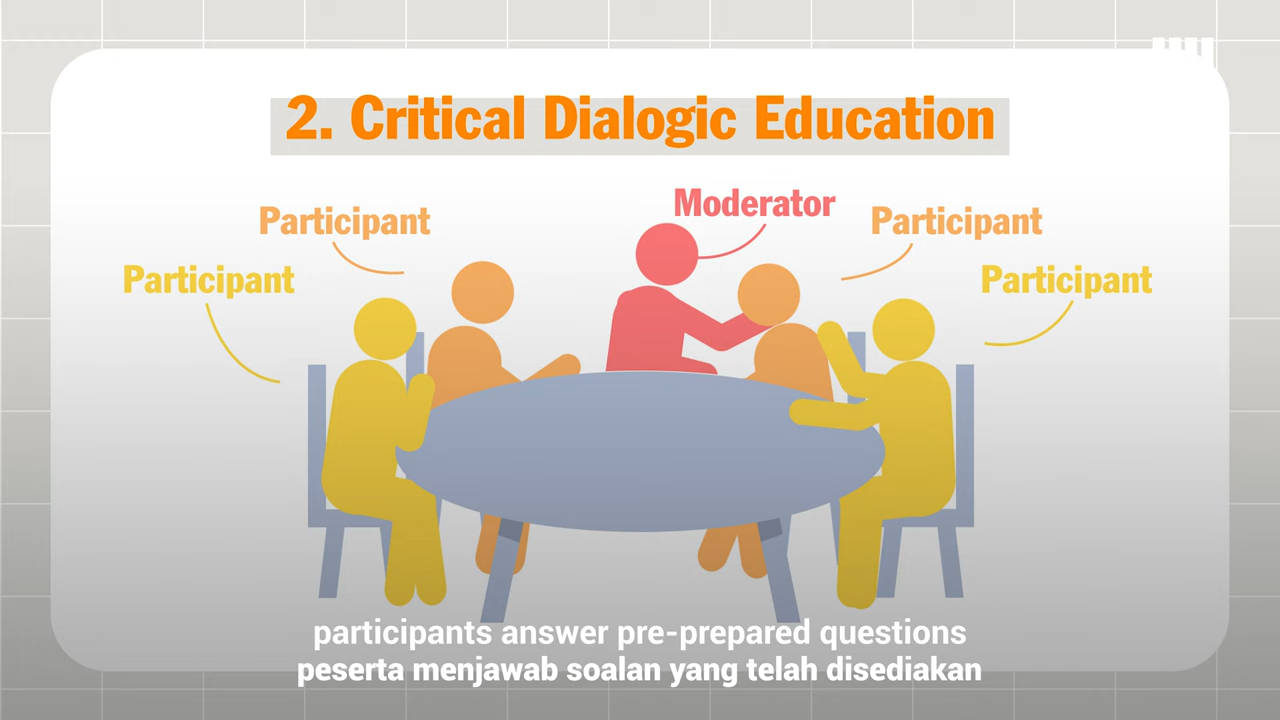 2. Critical Dialogic Education
Moderator
Participant
Participant
Participant
Participant
participants answer pre-prepared questions
peserta menjawab soalan yang telah disediakan